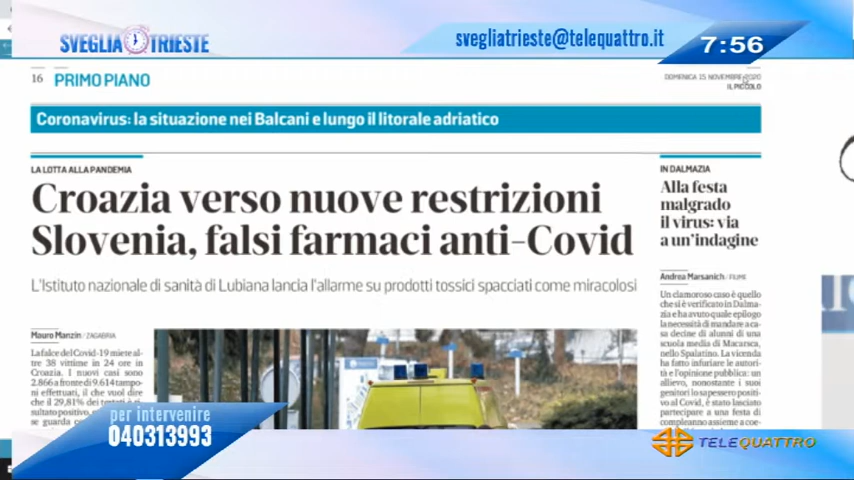 SVEGLIA TRIESTE
svegliatrieste@telequattro.it
7:56
16 PRIMO PIANO
DOMENICA 15 NOVEMBRE 2020
IL PICCOLO
Coronavirus: la situazione nei Balcani e lungo il litorale adriatico
LA LOTTA ALLA PANDEMIA
Croazia verso nuove restrizioni
Slovenia, falsi farmaci anti-Covid
L'Istituto nazionale di sanità di Lubiana lancia l'allarme su prodotti tossici spacciati come miracolosi
Mauro Manzin / ZAGABRIA
La falce del Covid-19 miete al-
tre 38 vittime in 24 ore in
Croazia. I nuovi casi sono
2.866 a fronte di 9.614 tampo-
ni effettuati, il che vuol dire
che il 29,81% dei testati è ri-
sultato positivo,
se guarda
IN DALMAZIA
Alla festa
malgrado
il virus: via
a un'indagine
Andrea Marsanich / FIUME
Un clamoroso caso è quello
che si è verificato in Dalma-
zia e ha avuto quale epilogo
la necessità di mandare a ca-
sa decine di alunni di una
scuola media di Macarsca,
nello Spalatino. La vicenda
ha fatto infuriare le autori-
tà e l'opinione pubblica: un
allievo, nonostante i suoi
genitori lo sapessero positi-
vo al Covid, è stato lasciato
partecipare a una festa di
compleanno assieme a coe-
per intervenire
040313993
TELEQUATTRO